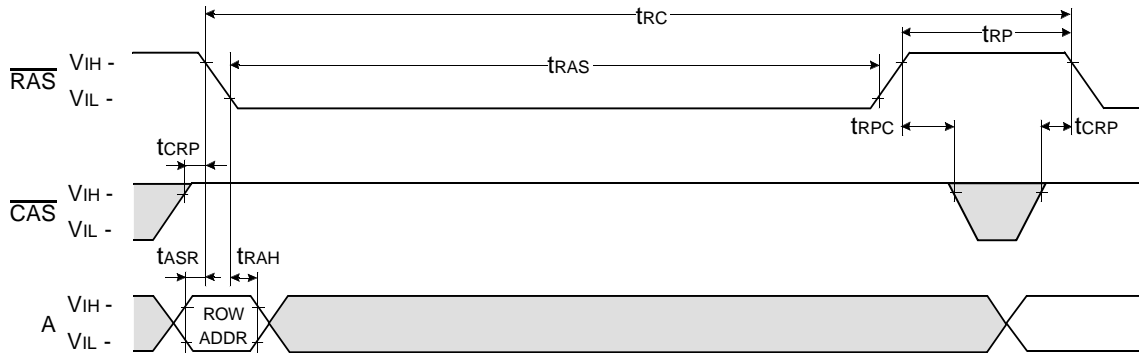 tRC
tRP
RAS
VIH -
VIL -
tRAS
tRPC
tCRP
tCRP
CAS
VIH -
VIL -
tASR
tRAH
A
VIH -
VIL -
ROW
ADDR